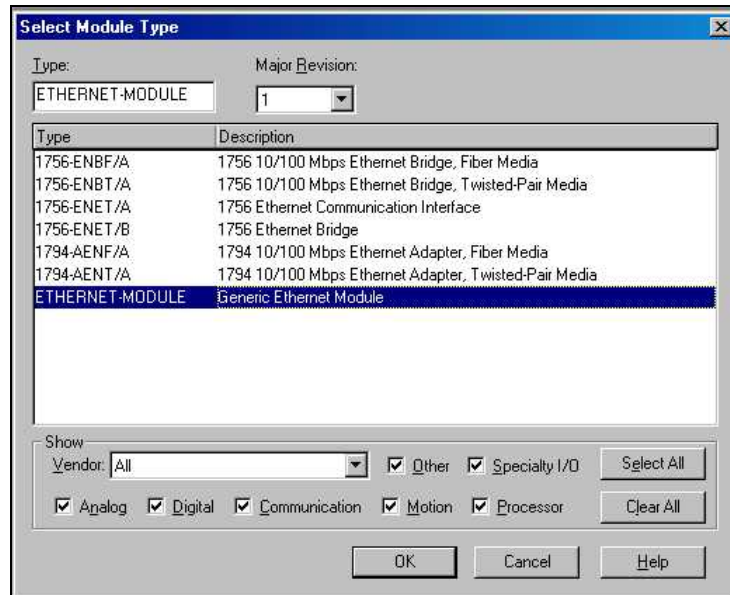 Select Module Type
Type: Major Revision:
ETHERNET-MODULE 1
Type Description
1756-ENBF/A 1756 10/100 Mbps Ethernet Bridge, Fiber Media
1756-ENBT/A 1756 10/100 Mbps Ethernet Bridge, Twisted-Pair Media
1756-ENET/A 1756 Ethernet Communication Interface
1756-ENET/B 1756 Ethernet Bridge
1794-AENF/A 1794 10/100 Mbps Ethernet Adapter, Fiber Media
1794-AENT/A 1794 10/100 Mbps Ethernet Adapter, Twisted-Pair Media
ETHERNET-MODULE Generic Ethernet Module
Show
Vendor: All Other Specialty I/O Select All
Analog Digital Communication Motion Processor Clear All
OK Cancel Help